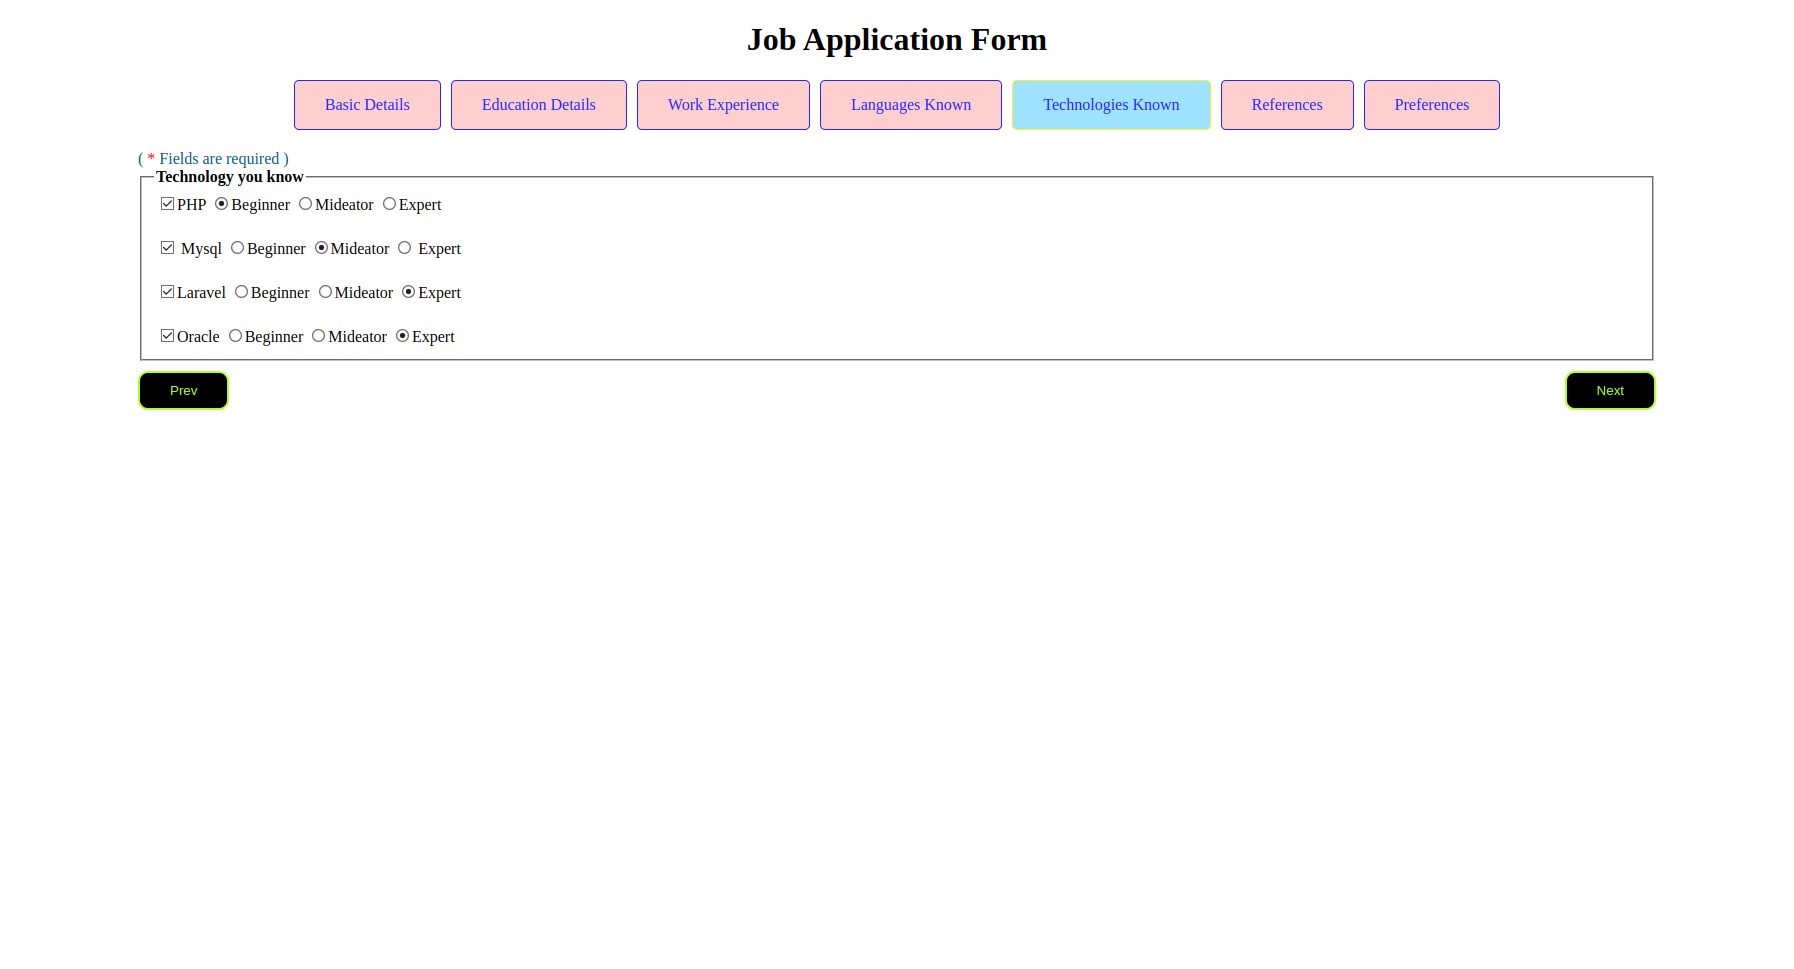 Job Application Form
Basic Details Education Details Work Experience Languages Known Technologies Known References Preferences
( * Fields are required )
Technology you know
PHP Beginner Mideator Expert
Mysql Beginner Mideator Expert
Laravel Beginner Mideator Expert
Oracle Beginner Mideator Expert
Prev Next